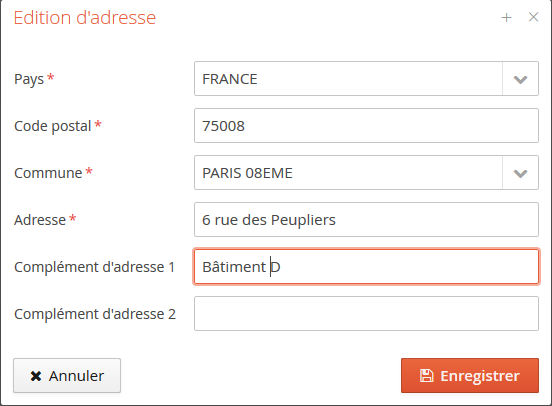 Edition d'adresse
Pays *
FRANCE
Code postal *
75008
Commune *
PARIS 08EME
Adresse *
6 rue des Peupliers
Complément d'adresse 1
Bâtiment D
Complément d'adresse 2
Annuler
Enregistrer